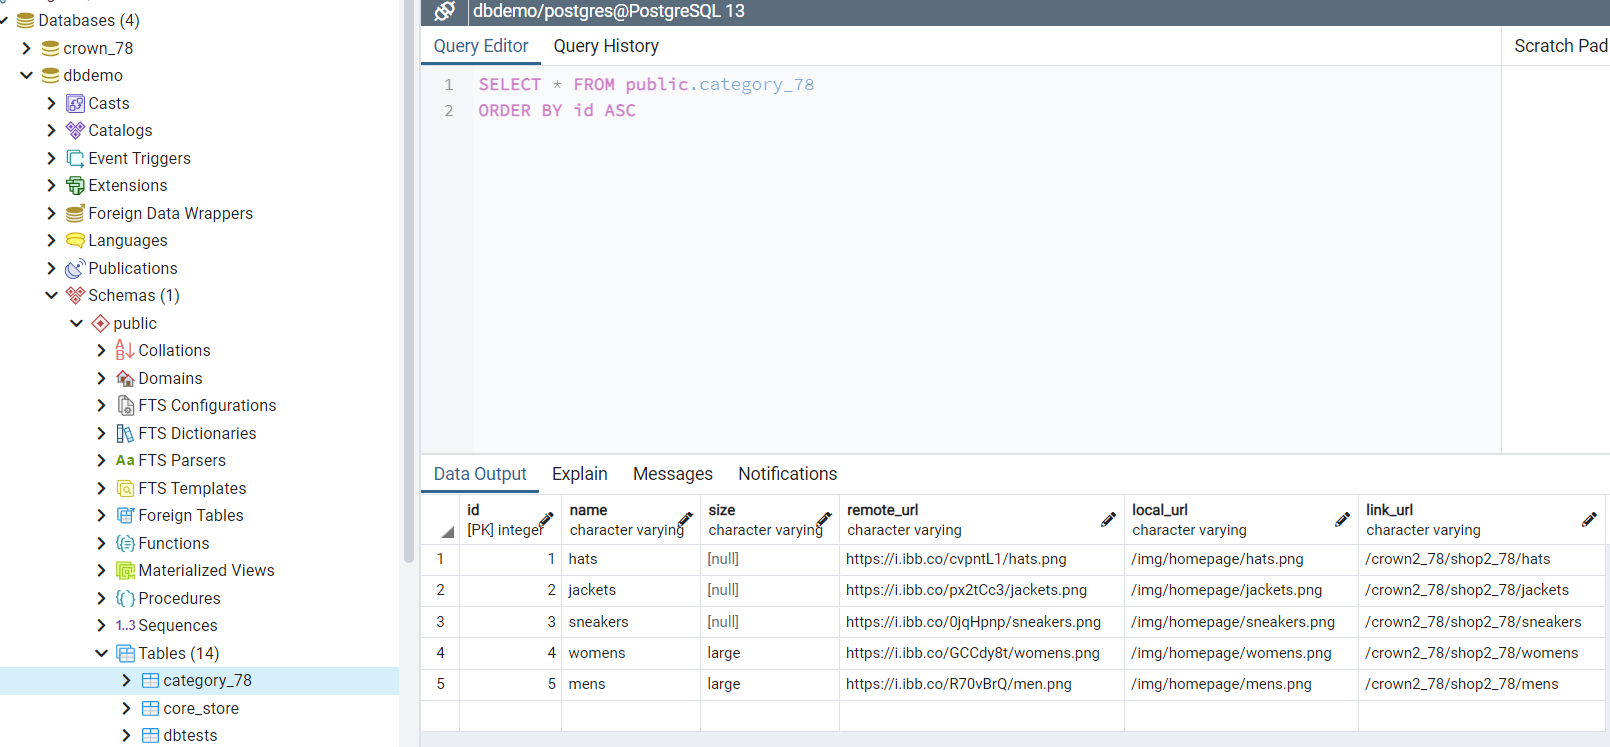 Databases (4)
crown_78
dbdemo
Casts
Catalogs
Event Triggers
Extensions
Foreign Data Wrappers
Languages
Publications
Schemas (1)
public
Collations
Domains
FTS Configurations
FTS Dictionaries
Aa FTS Parsers
FTS Templates
Foreign Tables
Functions
Materialized Views
Procedures
1..3 Sequences
Tables (14)
category_78
core_store
dbtests
dbdemo/postgres@PostgreSQL 13
Query Editor Query History Scratch Pad
1 SELECT * FROM public.category_78
2 ORDER BY id ASC
Data Output Explain Messages Notifications
id name size remote_url local_url link_url
[PK] integer character varying character varying character varying character varying character varying
1 1 hats [null] https://i.ibb.co/cvpntL1/hats.png /img/homepage/hats.png /crown2_78/shop2_78/hats
2 2 jackets [null] https://i.ibb.co/px2tCc3/jackets.png /img/homepage/jackets.png /crown2_78/shop2_78/jackets
3 3 sneakers [null] https://i.ibb.co/0jqHpnp/sneakers.png /img/homepage/sneakers.png /crown2_78/shop2_78/sneakers
4 4 womens large https://i.ibb.co/GCCdy8t/womens.png /img/homepage/womens.png /crown2_78/shop2_78/womens
5 5 mens large https://i.ibb.co/R70vBrQ/men.png /img/homepage/mens.png /crown2_78/shop2_78/mens